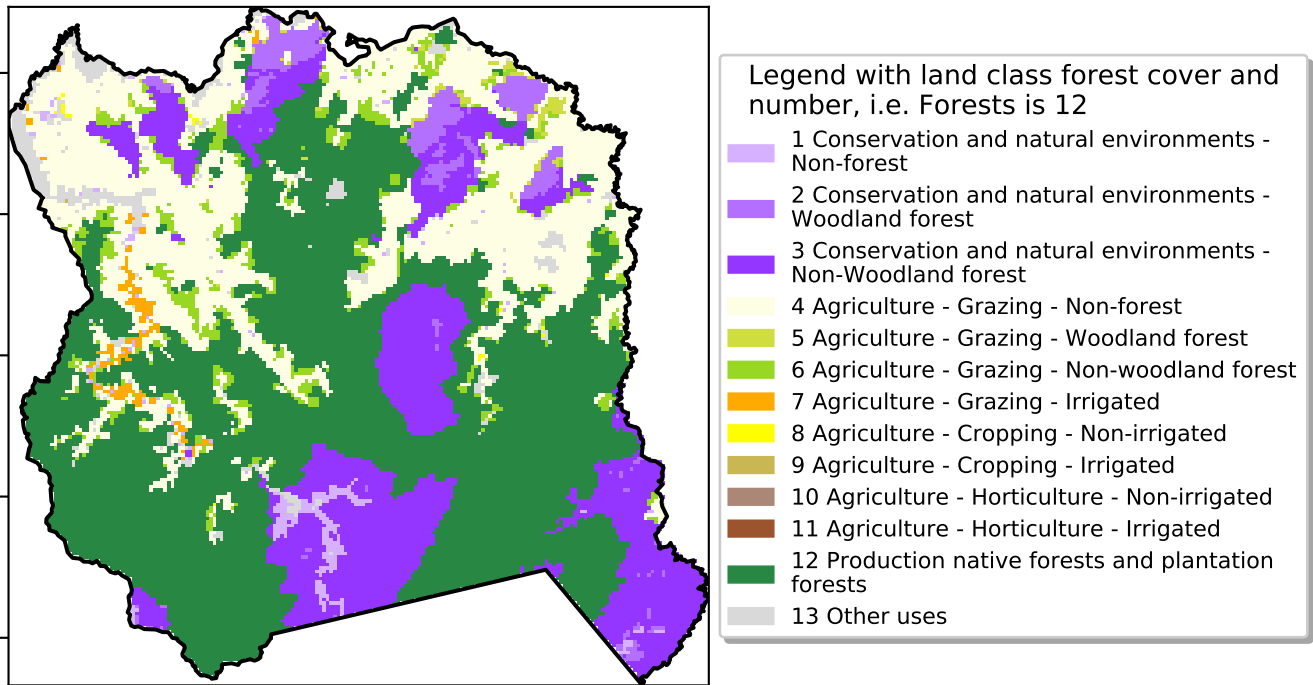 Legend with land class forest cover and
number, i.e. Forests is 12
1 Conservation and natural environments -
Non-forest
2 Conservation and natural environments -
Woodland forest
3 Conservation and natural environments -
Non-Woodland forest
4 Agriculture - Grazing - Non-forest
5 Agriculture - Grazing - Woodland forest
6 Agriculture - Grazing - Non-woodland forest
7 Agriculture - Grazing - Irrigated
8 Agriculture - Cropping - Non-irrigated
9 Agriculture - Cropping - Irrigated
10 Agriculture - Horticulture - Non-irrigated
11 Agriculture - Horticulture - Irrigated
12 Production native forests and plantation
forests
13 Other uses